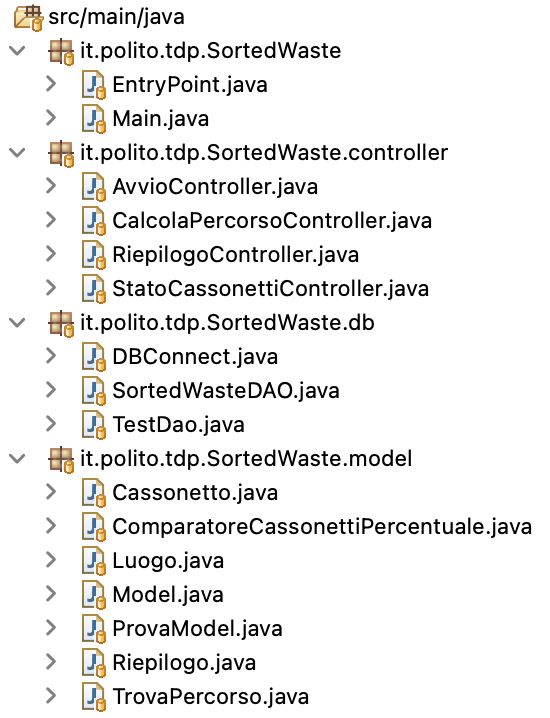 src/main/java
it.polito.tdp.SortedWaste
EntryPoint.java
Main.java
it.polito.tdp.SortedWaste.controller
AvvioController.java
CalcolaPercorsoController.java
RiepilogoController.java
StatoCassonettiController.java
it.polito.tdp.SortedWaste.db
DBConnect.java
SortedWasteDAO.java
TestDao.java
it.polito.tdp.SortedWaste.model
Cassonetto.java
ComparatoreCassonettiPercentuale.java
Luogo.java
Model.java
ProvaModel.java
Riepilogo.java
TrovaPercorso.java